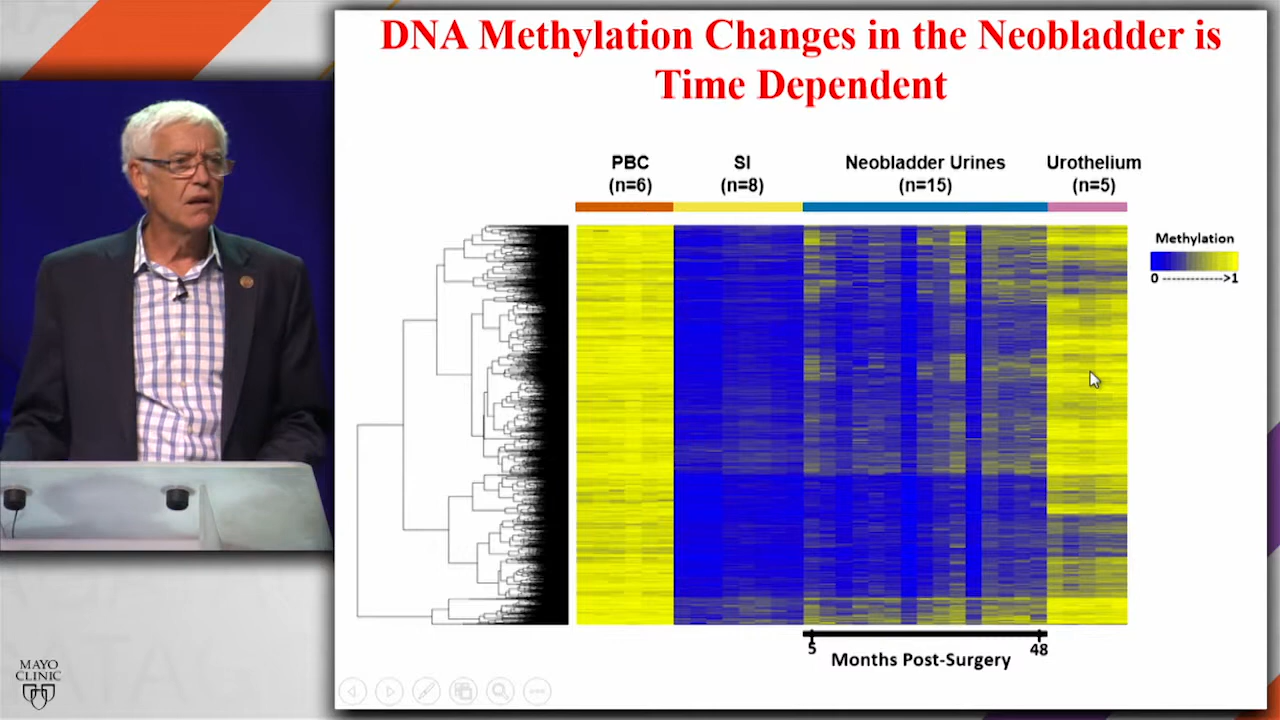 DNA Methylation Changes in the Neobladder is
Time Dependent
PBC
(n=6)
SI
(n=8)
Neobladder Urines
(n=15)
Urothelium
(n=5)
Methylation
0 ------------->1
5
48
Months Post-Surgery
MAYO
CLINIC